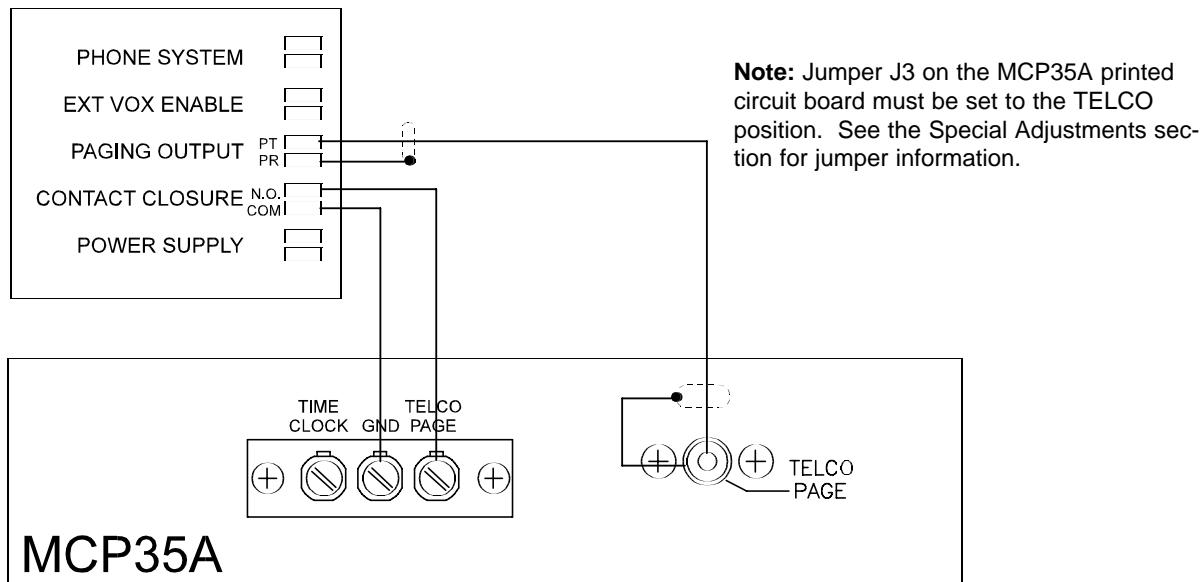 PHONE SYSTEM
EXT VOX ENABLE
PAGING OUTPUT PT
PR
CONTACT CLOSURE N.O.
COM
POWER SUPPLY
Note: Jumper J3 on the MCP35A printed
circuit board must be set to the TELCO
position. See the Special Adjustments sec-
tion for jumper information.
TIME
CLOCK
GND
TELCO
PAGE
TELCO
PAGE
MCP35A